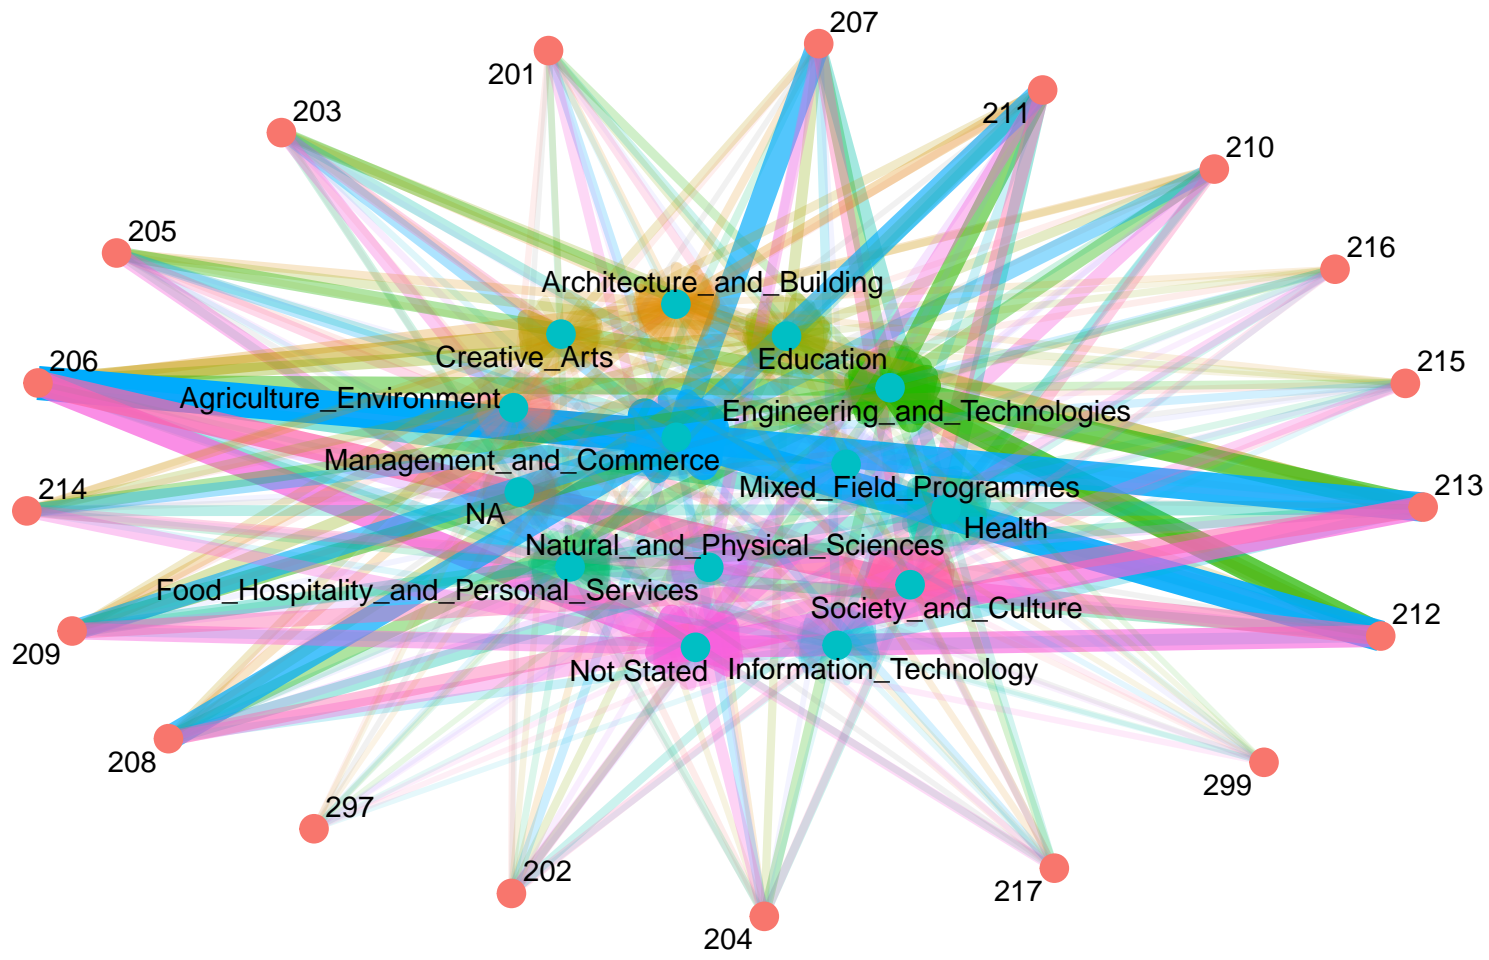 207
201
203
211
210
205
216
Architecture_and_Building
Creative_Arts
Education
206
215
Agriculture_Environment
Engineering_and_Technologies
Management_and_Commerce
Mixed_Field_Programmes
214
213
NA
Health
Natural_and_Physical_Sciences
Food_Hospitality_and_Personal_Services
Society_and_Culture
212
209
Not Stated
Information_Technology
208
299
297
202
217
204